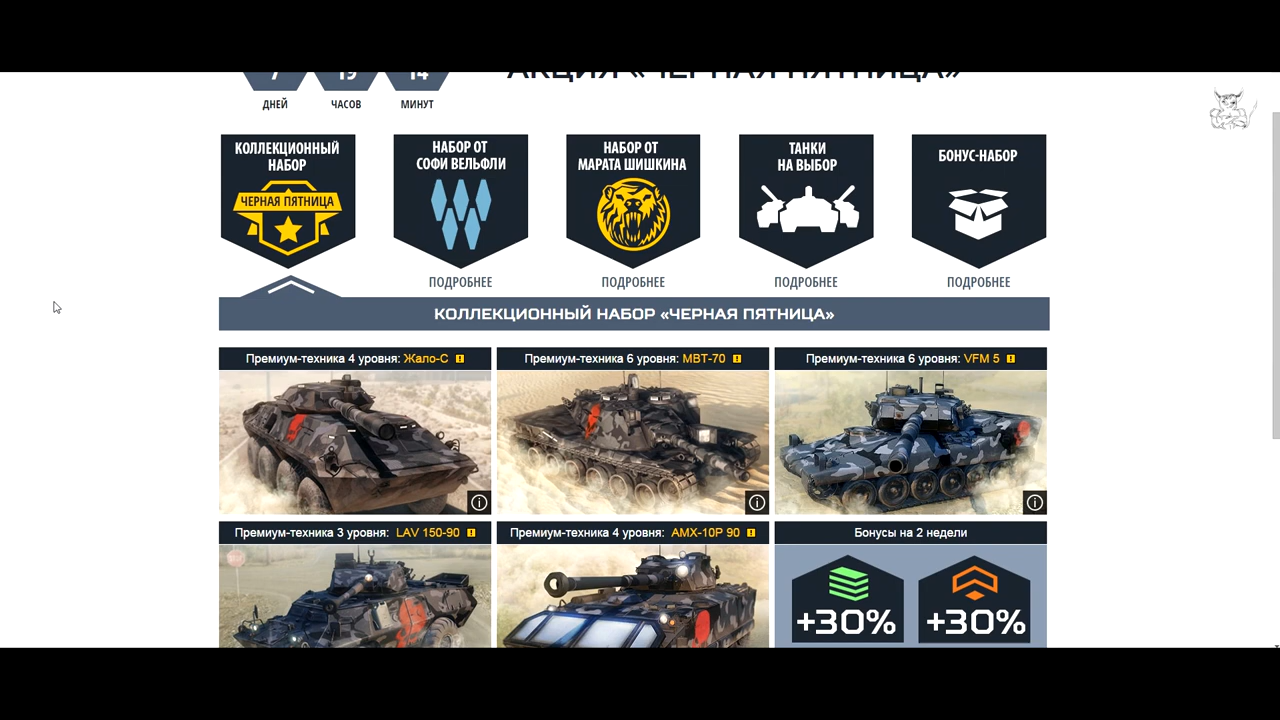 7 19 14
АКЦИЯ «ЧЕРНАЯ ПЯТНИЦА»
ДНЕЙ ЧАСОВ МИНУТ
КОЛЛЕКЦИОННЫЙ
НАБОР
ЧЕРНАЯ ПЯТНИЦА
НАБОР ОТ
СОФИ ВЕЛЬФЛИ
ПОДРОБНЕЕ
НАБОР ОТ
МАРАТА ШИШКИНА
ПОДРОБНЕЕ
ТАНКИ
НА ВЫБОР
ПОДРОБНЕЕ
БОНУС-НАБОР
ПОДРОБНЕЕ
КОЛЛЕКЦИОННЫЙ НАБОР «ЧЕРНАЯ ПЯТНИЦА»
Премиум-техника 4 уровня: Жало-С
Премиум-техника 6 уровня: MBT-70
Премиум-техника 6 уровня: VFM 5
Премиум-техника 3 уровня: LAV 150-90
Премиум-техника 4 уровня: AMX-10P 90
Бонусы на 2 недели
+30% +30%